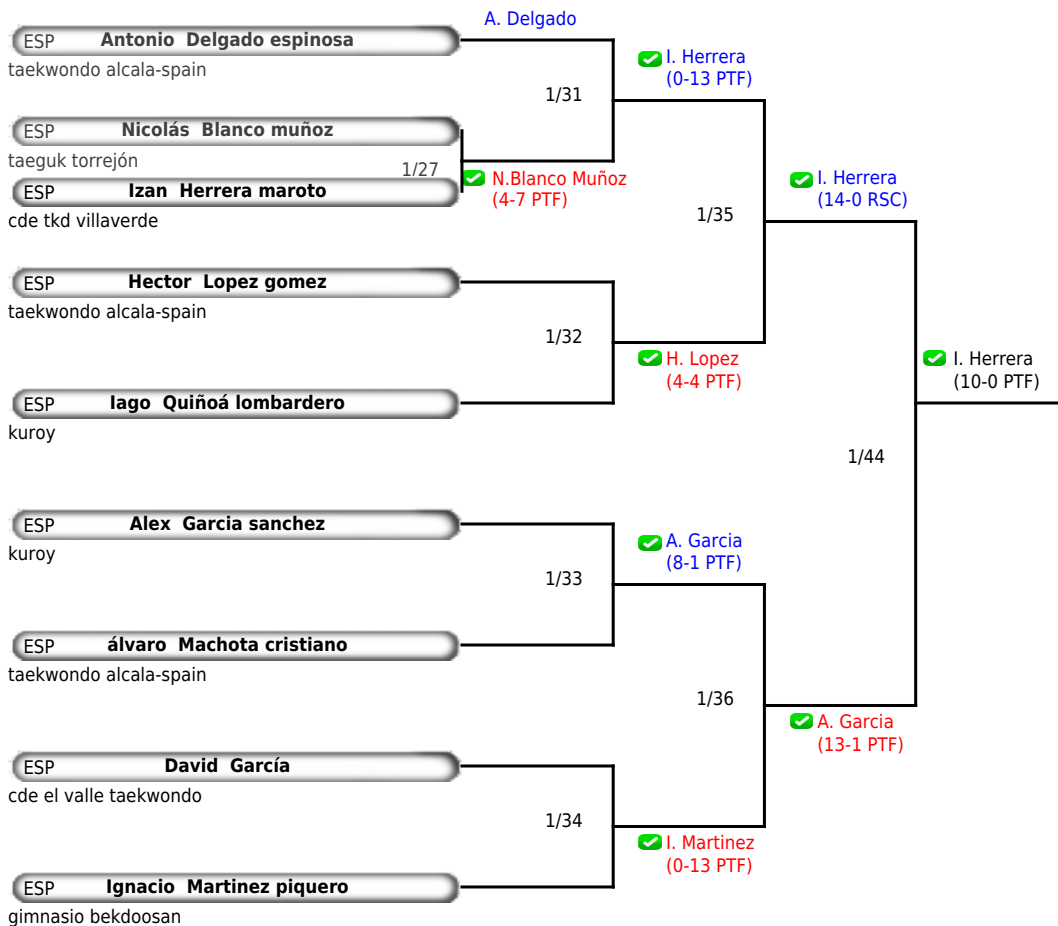 A. Delgado
ESP Antonio Delgado espinosa
taekwondo alcala-spain
I. Herrera
(0-13 PTF)
1/31
ESP Nicolás Blanco muñoz
taeguk torrejón
1/27
N.Blanco Muñoz
(4-7 PTF)
ESP Izan Herrera maroto
cde tkd villaverde
I. Herrera
(14-0 RSC)
1/35
ESP Hector Lopez gomez
taekwondo alcala-spain
1/32
H. Lopez
(4-4 PTF)
I. Herrera
(10-0 PTF)
ESP Iago Quiñoá lombardero
kuroy
1/44
ESP Alex Garcia sanchez
kuroy
A. Garcia
(8-1 PTF)
1/33
ESP álvaro Machota cristiano
taekwondo alcala-spain
1/36
A. Garcia
(13-1 PTF)
ESP David García
cde el valle taekwondo
1/34
I. Martinez
(0-13 PTF)
ESP Ignacio Martinez piquero
gimnasio bekdoosan